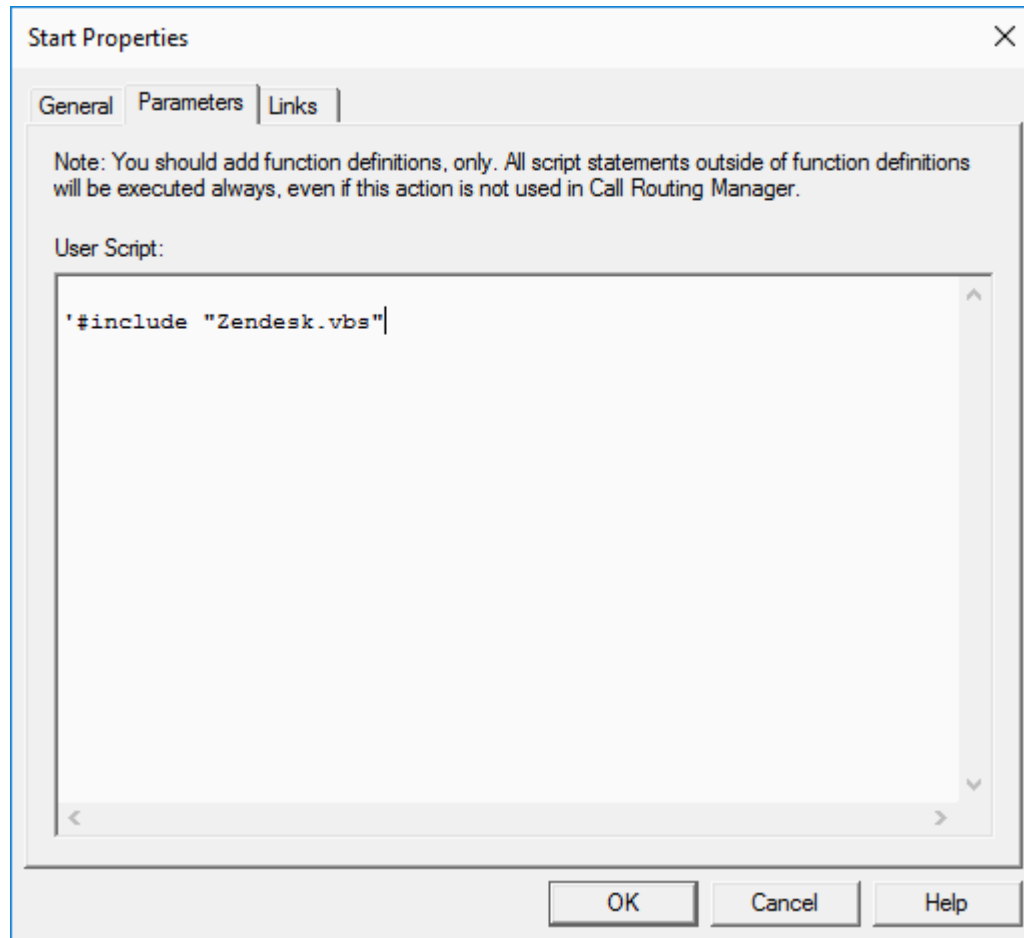 Start Properties
General Parameters Links
Note: You should add function definitions, only. All script statements outside of function definitions
will be executed always, even if this action is not used in Call Routing Manager.
User Script:
'#include "Zendesk.vbs"
OK Cancel Help